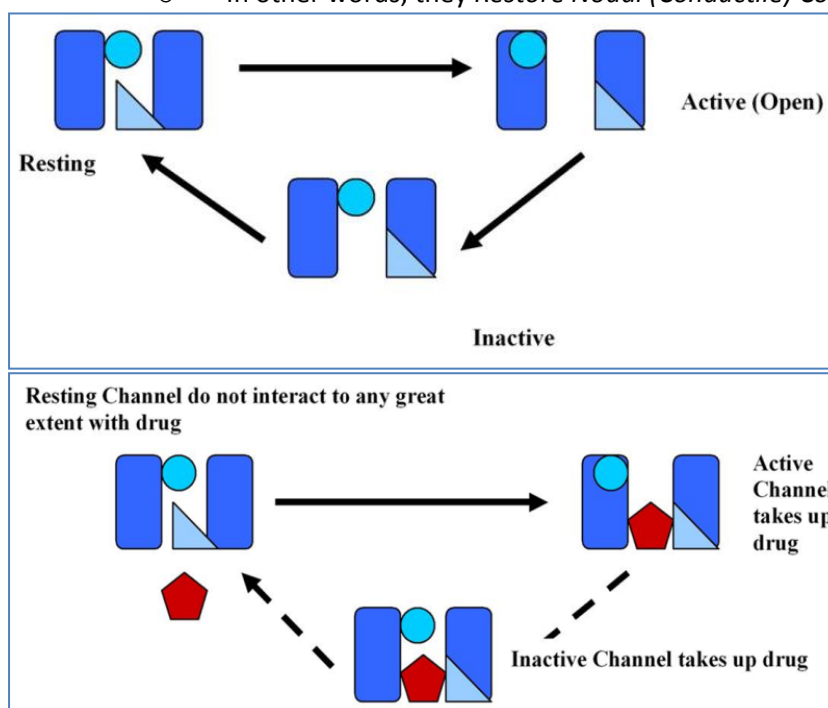 In other words, they Restore Nodal (Conductile)
Active (Open)
Resting
Inactive
Resting Channel do not interact to any great
extent with drug
Active
Channel
takes up
drug
Inactive Channel takes up drug